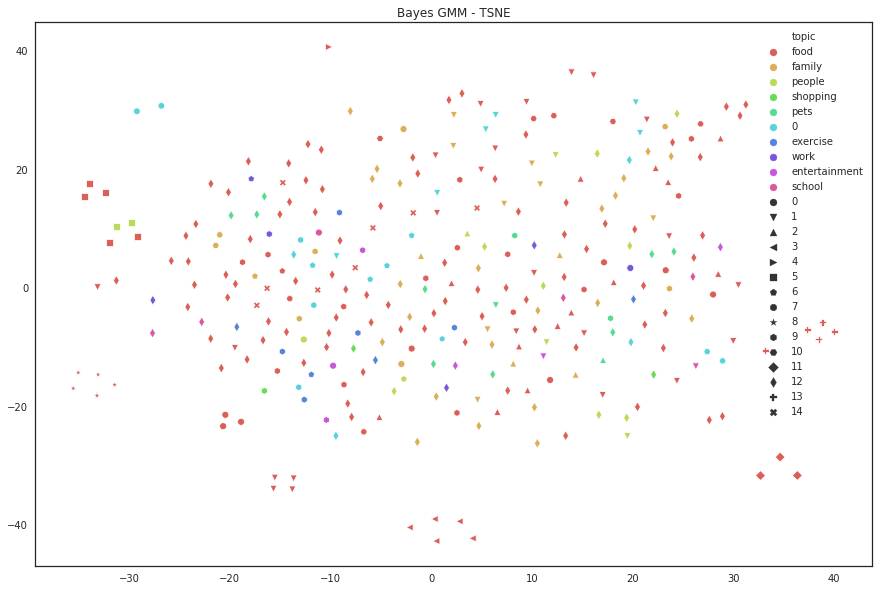 Bayes GMM - TSNE
topic
food
family
people
shopping
pets
0
exercise
work
entertainment
school
0
1
2
3
4
5
6
7
8
9
10
11
12
13
14
40
20
0
−20
−40
−30
−20
−10
0
10
20
30
40